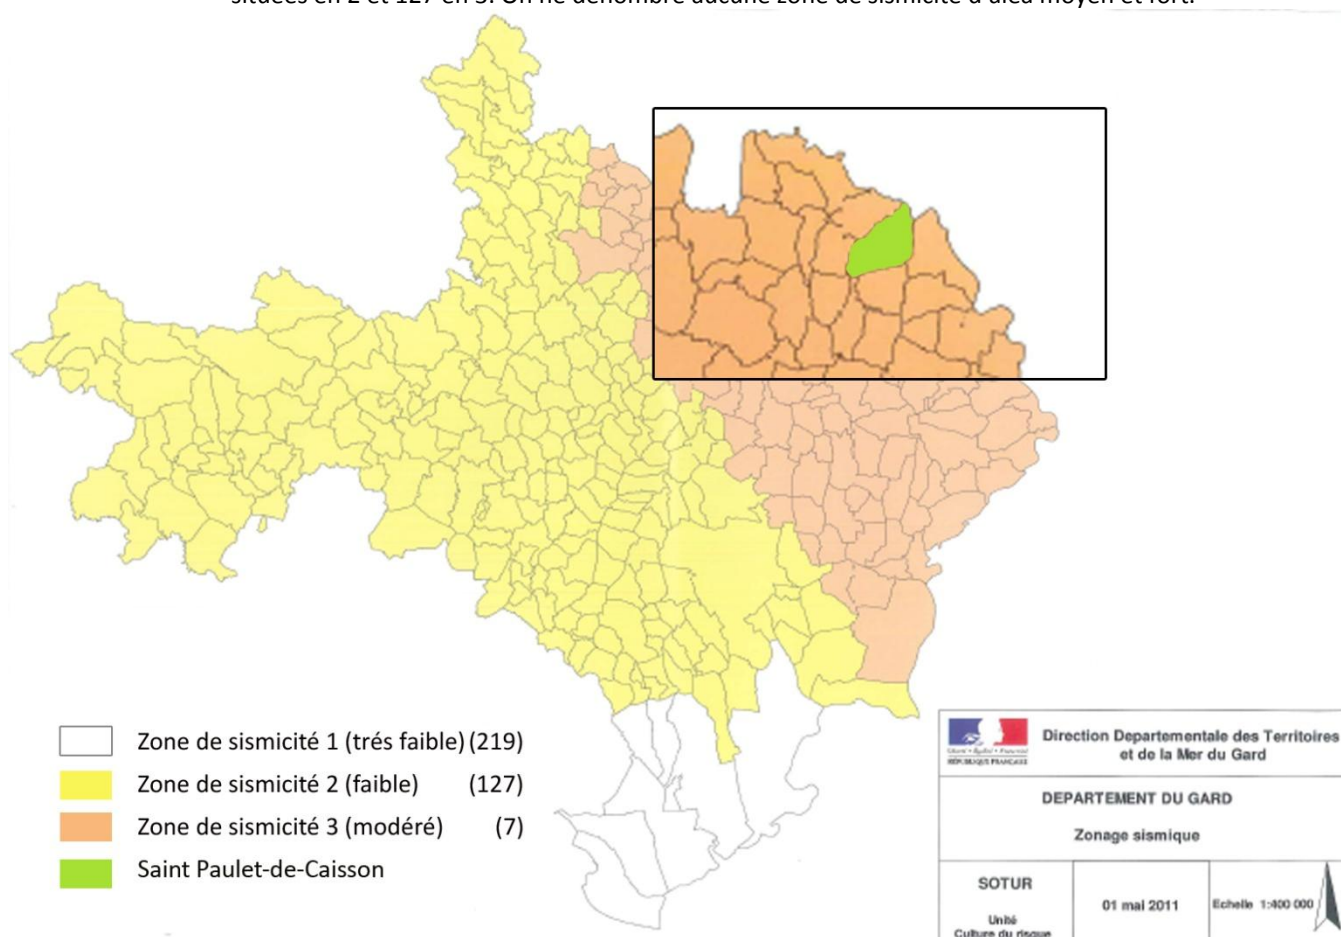 situées en 2 et 127 en 3. On ne dénombre aucune zone de sismicité d'aléa moyen et fort.
Zone de sismicité 1 (trés faible) (219)
Zone de sismicité 2 (faible) (127)
Zone de sismicité 3 (modéré) (7)
Saint Paulet-de-Caisson
Direction Departementale des Territoires
et de la Mer du Gard
RÉPUBLIQUE FRANÇAISE
DEPARTEMENT DU GARD
Zonage sismique
SOTUR
Unité
Culture du risque
01 mai 2011
Echelle 1:400 000